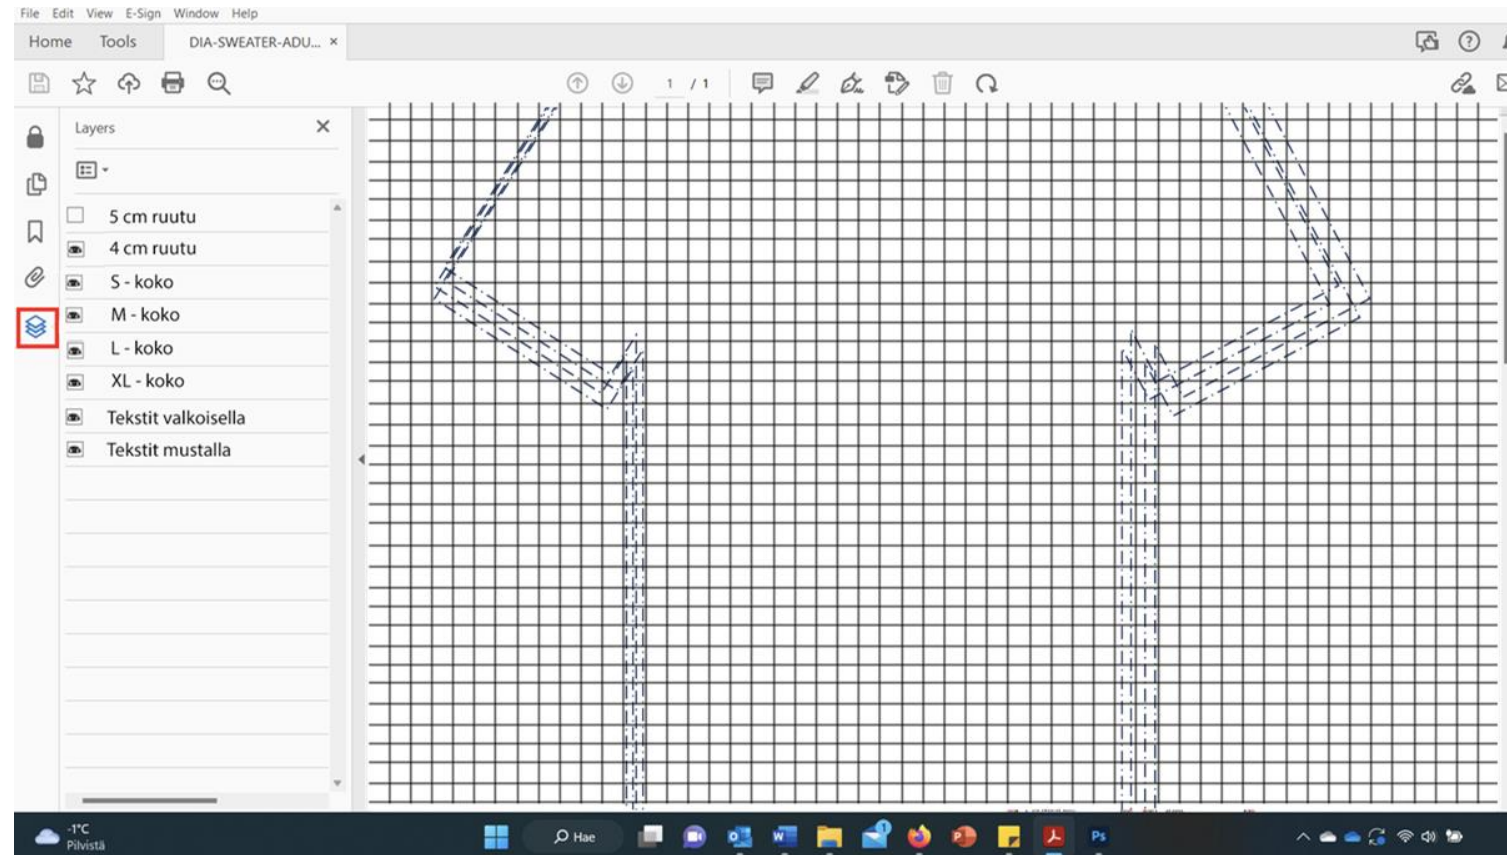 File Edit View E-Sign Window Help
Home Tools DIA-SWEATER-ADU... ×
1 / 1
Layers
5 cm ruutu
4 cm ruutu
S - koko
M - koko
L - koko
XL - koko
Tekstit valkoisella
Tekstit mustalla
-1°C
Pilvistä
Hae
1
W
P
Ps